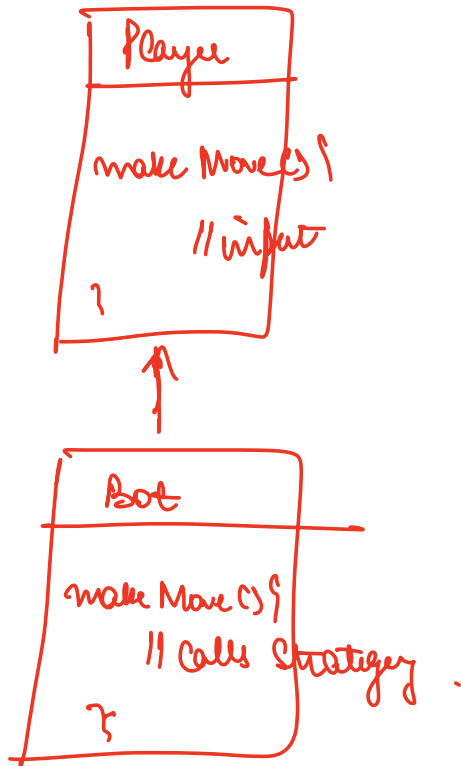 Player
makeMove(){
//input
}
Bot
makeMove(){
//calls Strategy.
}